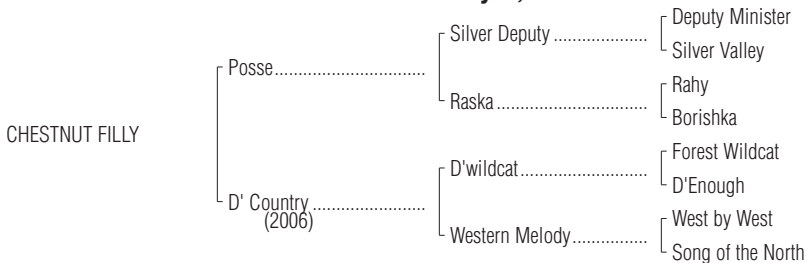 Deputy Minister
Silver Deputy ...................
Silver Valley
Posse...............................
Rahy
Raska ..............................
Borishka
CHESTNUT FILLY
Forest Wildcat
D'wildcat..........................
D'Enough
D' Country .......................
(2006)
West by West
Western Melody................
Song of the North